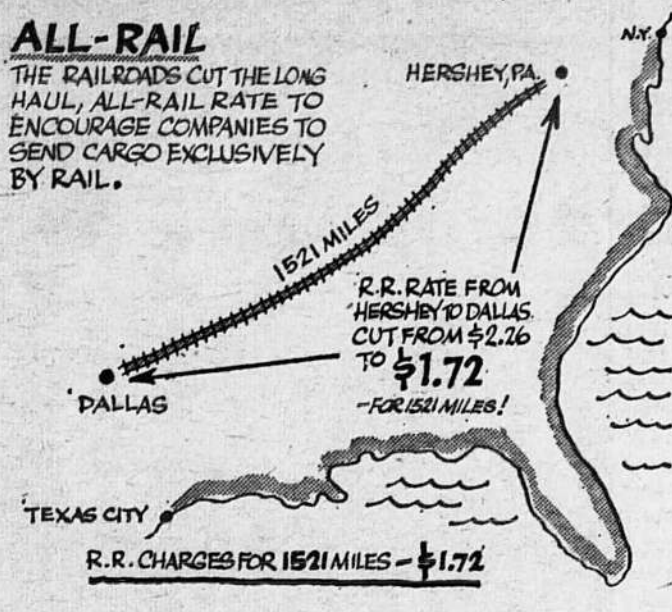 ALL-RAIL
THE RAILROADS CUT THE LONG
HAUL, ALL-RAIL RATE TO
ENCOURAGE COMPANIES TO
SEND CARGO EXCLUSIVELY
BY RAIL.
N.Y.
HERSHEY, PA.
1521 MILES
R.R. RATE FROM
HERSHEY TO DALLAS
CUT FROM $2.26
TO $1.72
-FOR 1521 MILES!
DALLAS
TEXAS CITY
R.R. CHARGES FOR 1521 MILES - $1.72